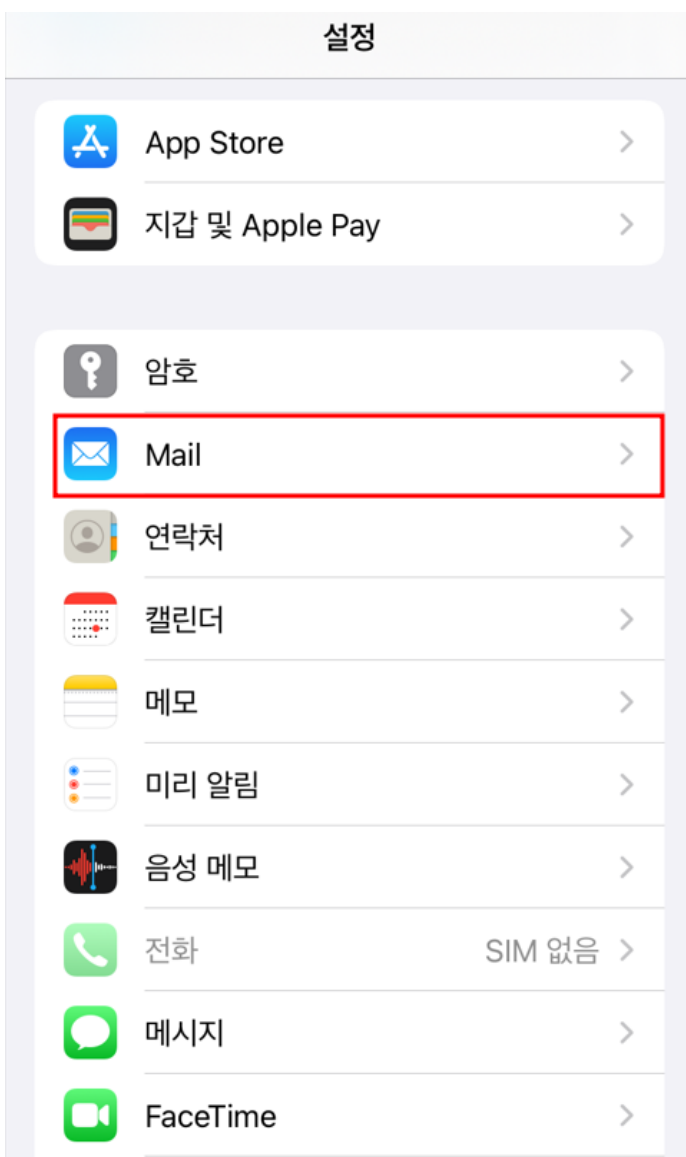 설정
App Store
지갑 및 Apple Pay
암호
Mail
연락처
캘린더
메모
미리 알림
음성 메모
전화 SIM 없음
메시지
FaceTime